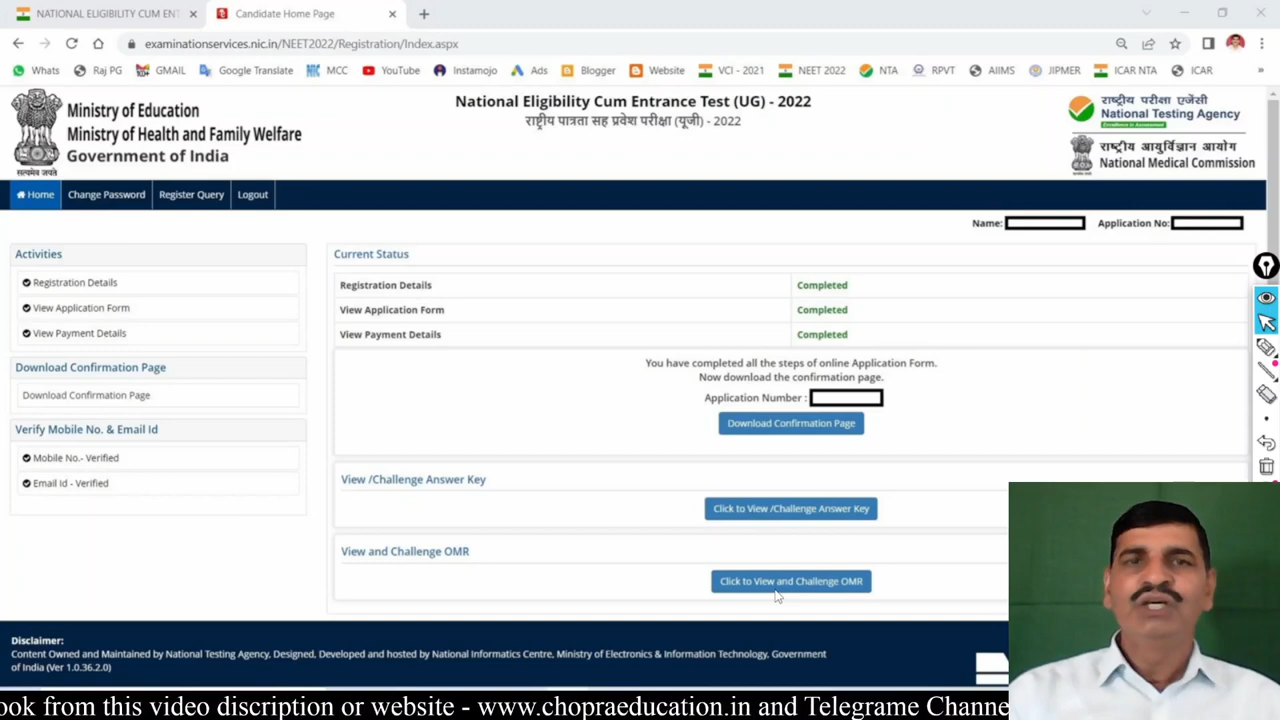 NATIONAL ELIGIBILITY CUM ENT
Candidate Home Page
examinationservices.nic.in/NEET2022/Registration/Index.aspx
Whats
Raj PG
GMAIL
Google Translate
MCC
YouTube
Instamojo
Ads
Blogger
Website
VCI - 2021
NEET 2022
NTA
RPVT
AIIMS
JIPMER
ICAR NTA
ICAR
»
सत्यमेव जयते
Ministry of Education
Ministry of Health and Family Welfare
Government of India
National Eligibility Cum Entrance Test (UG) - 2022
राष्ट्रीय पात्रता सह प्रवेश परीक्षा (यूजी) - 2022
राष्ट्रीय परीक्षा एजेंसी
National Testing Agency
Excellence in Assessment
राष्ट्रीय आयुर्विज्ञान आयोग
National Medical Commission
Home
Change Password
Register Query
Logout
Name:
Application No:
Activities
Registration Details
View Application Form
View Payment Details
Download Confirmation Page
Download Confirmation Page
Verify Mobile No. & Email Id
Mobile No.- Verified
Email Id - Verified
Current Status
Registration Details Completed
View Application Form Completed
View Payment Details Completed
You have completed all the steps of online Application Form.
Now download the confirmation page.
Application Number :
Download Confirmation Page
View /Challenge Answer Key
Click to View /Challenge Answer Key
View and Challenge OMR
Click to View and Challenge OMR
Disclaimer:
Content Owned and Maintained by National Testing Agency, Designed, Developed and hosted by National Informatics Centre, Ministry of Electronics & Information Technology, Government
of India (Ver 1.0.36.2.0)
ook from this video discription or website - www.chopraeducation.in and Telegrame Channe